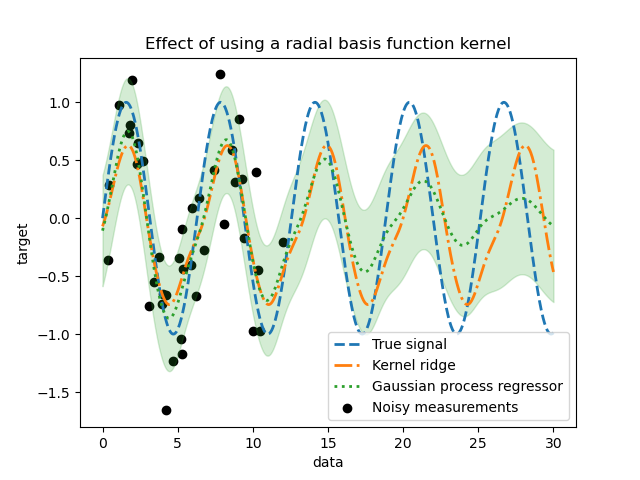 Effect of using a radial basis function kernel
1.0
0.5
0.0
−0.5
−1.0
−1.5
target
0
5
10
15
20
25
30
data
True signal
Kernel ridge
Gaussian process regressor
Noisy measurements